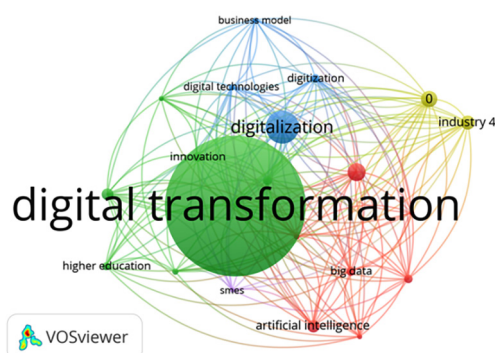 business model
digital technologies
digitization
0
industry 4
digitalization
innovation
digital transformation
higher education
big data
smes
artificial intelligence
VOSviewer